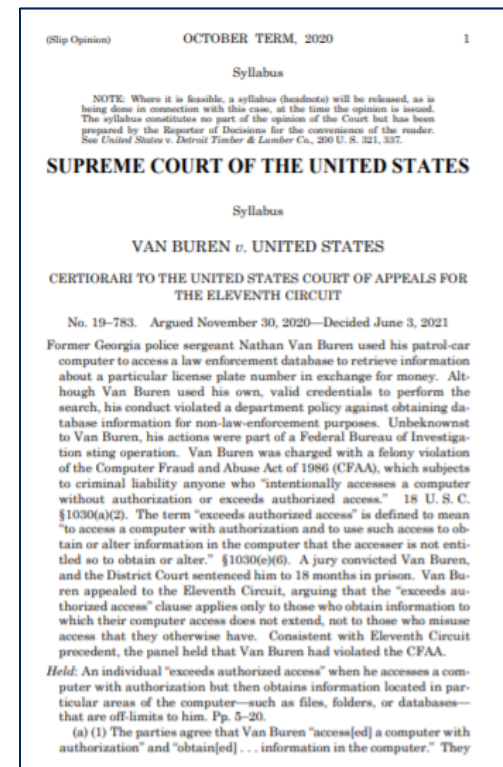 (Slip Opinion) OCTOBER TERM, 2020 1
Syllabus
NOTE: Where it is feasible, a syllabus (headnote) will be released, as is
being done in connection with this case, at the time the opinion is issued.
The syllabus constitutes no part of the opinion of the Court but has been
prepared by the Reporter of Decisions for the convenience of the reader.
See United States v. Detroit Timber & Lumber Co., 200 U. S. 321, 337.
SUPREME COURT OF THE UNITED STATES
Syllabus
VAN BUREN v. UNITED STATES
CERTIORARI TO THE UNITED STATES COURT OF APPEALS FOR
THE ELEVENTH CIRCUIT
No. 19–783. Argued November 30, 2020—Decided June 3, 2021
Former Georgia police sergeant Nathan Van Buren used his patrol-car
computer to access a law enforcement database to retrieve information
about a particular license plate number in exchange for money. Alt-
hough Van Buren used his own, valid credentials to perform the
search, his conduct violated a department policy against obtaining da-
tabase information for non-law-enforcement purposes. Unbeknownst
to Van Buren, his actions were part of a Federal Bureau of Investiga-
tion sting operation. Van Buren was charged with a felony violation
of the Computer Fraud and Abuse Act of 1986 (CFAA), which subjects
to criminal liability anyone who “intentionally accesses a computer
without authorization or exceeds authorized access.” 18 U. S. C.
§1030(a)(2). The term “exceeds authorized access” is defined to mean
“to access a computer with authorization and to use such access to ob-
tain or alter information in the computer that the accesser is not enti-
tled so to obtain or alter.” §1030(e)(6). A jury convicted Van Buren,
and the District Court sentenced him to 18 months in prison. Van Bu-
ren appealed to the Eleventh Circuit, arguing that the “exceeds au-
thorized access” clause applies only to those who obtain information to
which their computer access does not extend, not to those who misuse
access that they otherwise have. Consistent with Eleventh Circuit
precedent, the panel held that Van Buren had violated the CFAA.
Held: An individual “exceeds authorized access” when he accesses a com-
puter with authorization but then obtains information located in par-
ticular areas of the computer—such as files, folders, or databases—
that are off-limits to him. Pp. 5–20.
(a) (1) The parties agree that Van Buren “access[ed] a computer with
authorization” and “obtain[ed] . . . information in the computer.” They